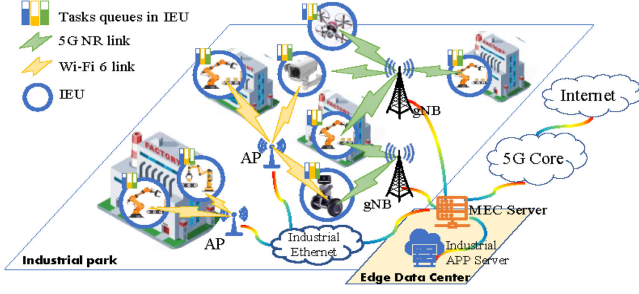 Tasks queues in IEU
5G NR link
Wi-Fi 6 link
IEU
FACTORY
AP
gNB
Internet
5G Core
FACTORY
AP
gNB
MEC Server
Industrial
Ethernet
Industrial
APP Server
Industrial park
Edge Data Center